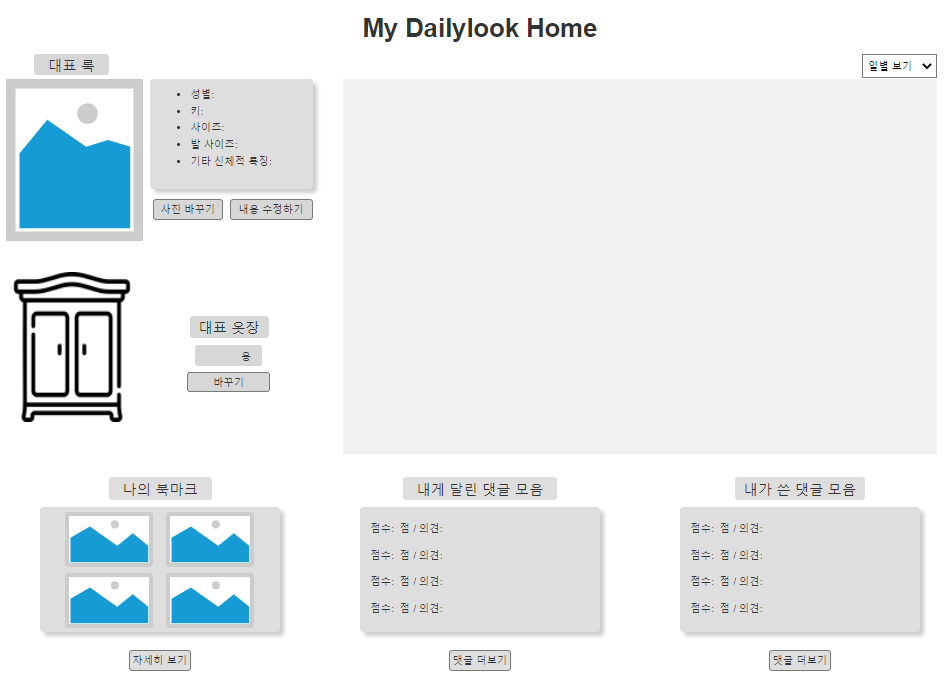 My Dailylook Home
대표 룩
일별 보기
성별:
키:
사이즈:
발 사이즈:
기타 신체적 특징:
사진 바꾸기
내용 수정하기
대표 옷장
용
바꾸기
나의 북마크
내게 달린 댓글 모음
내가 쓴 댓글 모음
점수: 점 / 의견:
점수: 점 / 의견:
점수: 점 / 의견:
점수: 점 / 의견:
점수: 점 / 의견:
점수: 점 / 의견:
점수: 점 / 의견:
점수: 점 / 의견:
자세히 보기
댓글 더보기
댓글 더보기